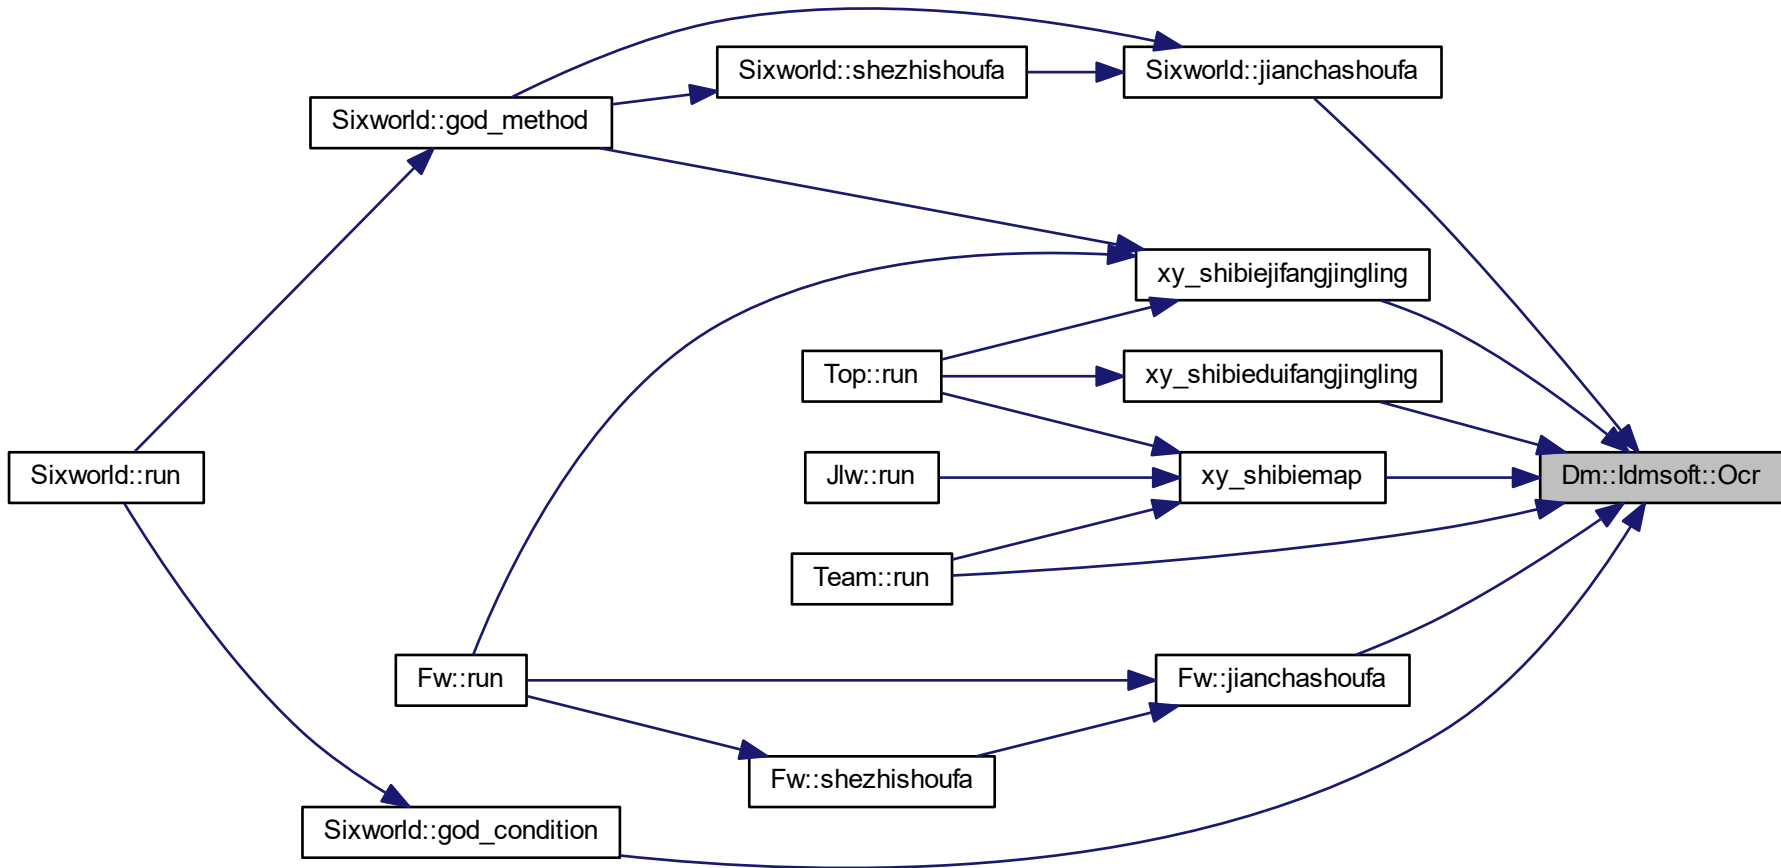 Sixworld::shezhishoufa
Sixworld::jianchashoufa
Sixworld::god_method
xy_shibiejifangjingling
Top::run
xy_shibieduifangjingling
Sixworld::run
Jlw::run
xy_shibiemap
Dm::Idmsoft::Ocr
Team::run
Fw::run
Fw::jianchashoufa
Fw::shezhishoufa
Sixworld::god_condition